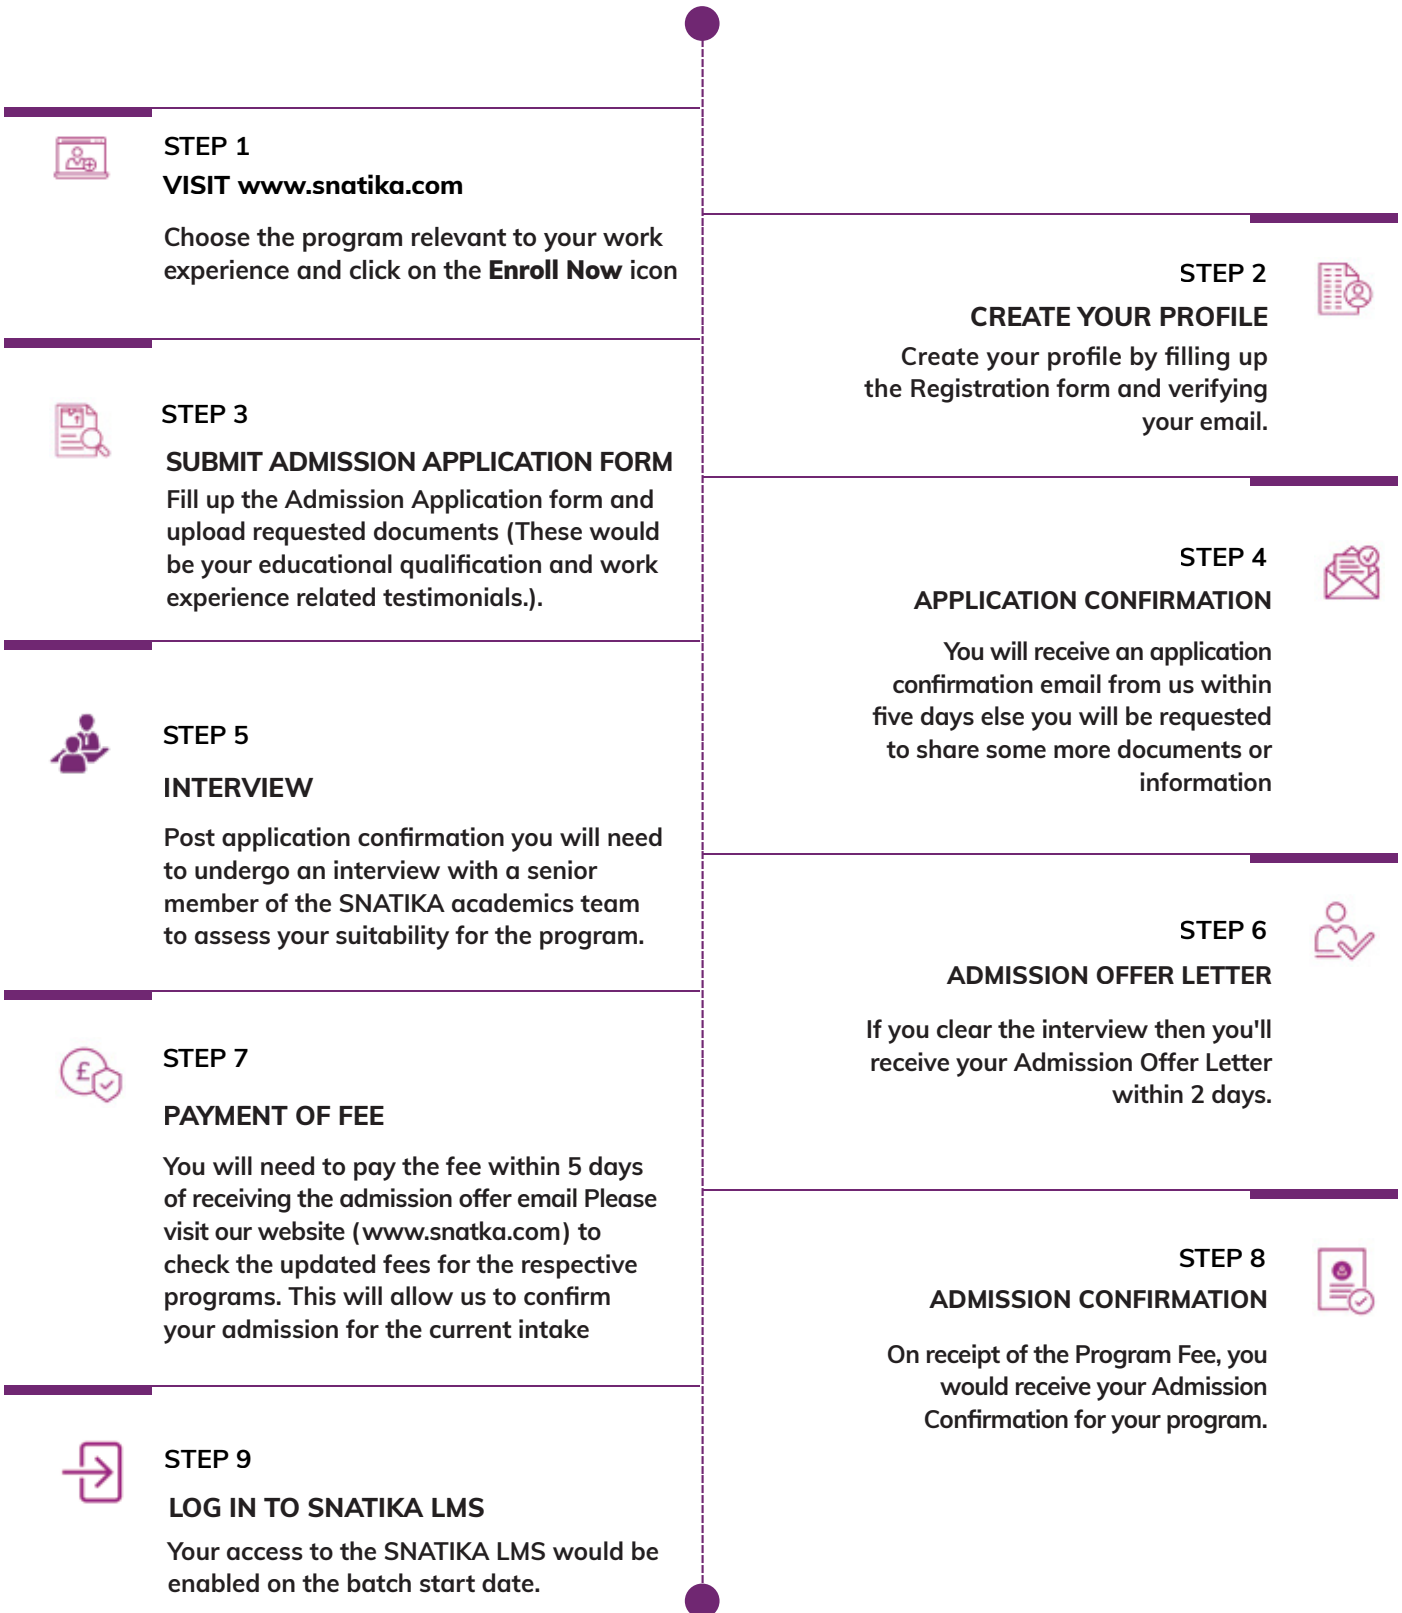 STEP 1
VISIT www.snatika.com
Choose the program relevant to your work
experience and click on the Enroll Now icon
STEP 2
CREATE YOUR PROFILE
Create your profile by filling up
the Registration form and verifying
your email.
STEP 3
SUBMIT ADMISSION APPLICATION FORM
Fill up the Admission Application form and
upload requested documents (These would
be your educational qualification and work
experience related testimonials.).
STEP 4
APPLICATION CONFIRMATION
You will receive an application
confirmation email from us within
five days else you will be requested
to share some more documents or
information
STEP 5
INTERVIEW
Post application confirmation you will need
to undergo an interview with a senior
member of the SNATIKA academics team
to assess your suitability for the program.
STEP 6
ADMISSION OFFER LETTER
If you clear the interview then you'll
receive your Admission Offer Letter
within 2 days.
£
STEP 7
PAYMENT OF FEE
You will need to pay the fee within 5 days
of receiving the admission offer email Please
visit our website (www.snatka.com) to
check the updated fees for the respective
programs. This will allow us to confirm
your admission for the current intake
STEP 8
ADMISSION CONFIRMATION
On receipt of the Program Fee, you
would receive your Admission
Confirmation for your program.
STEP 9
LOG IN TO SNATIKA LMS
Your access to the SNATIKA LMS would be
enabled on the batch start date.